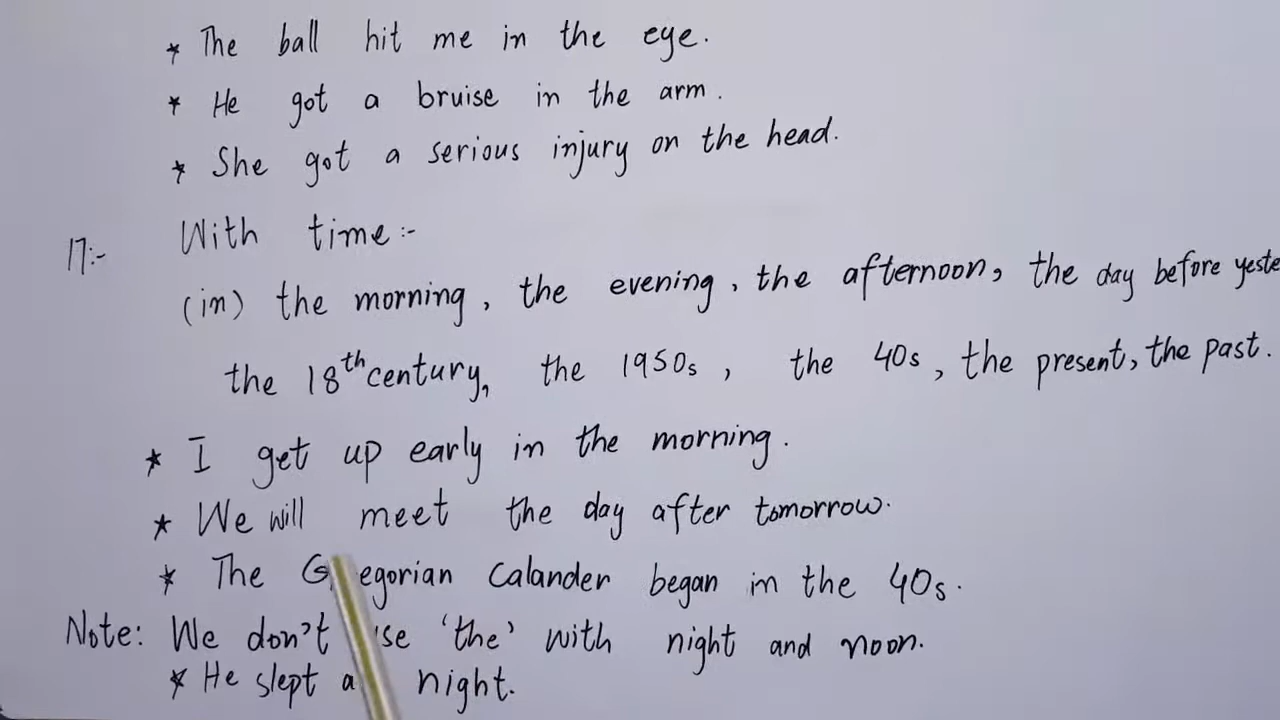 * The ball hit me in the eye.
* He got a bruise in the arm.
* She got a serious injury on the head.
17:- With time:-
(in) the morning, the evening, the afternoon, the day before yeste
the 18th century, the 1950s, the 40s, the present, the past.
* I get up early in the morning.
* We will meet the day after tomorrow.
* The G egorian Calander began in the 40s.
Note: We don't se 'the' with night and noon.
* He slept a night.